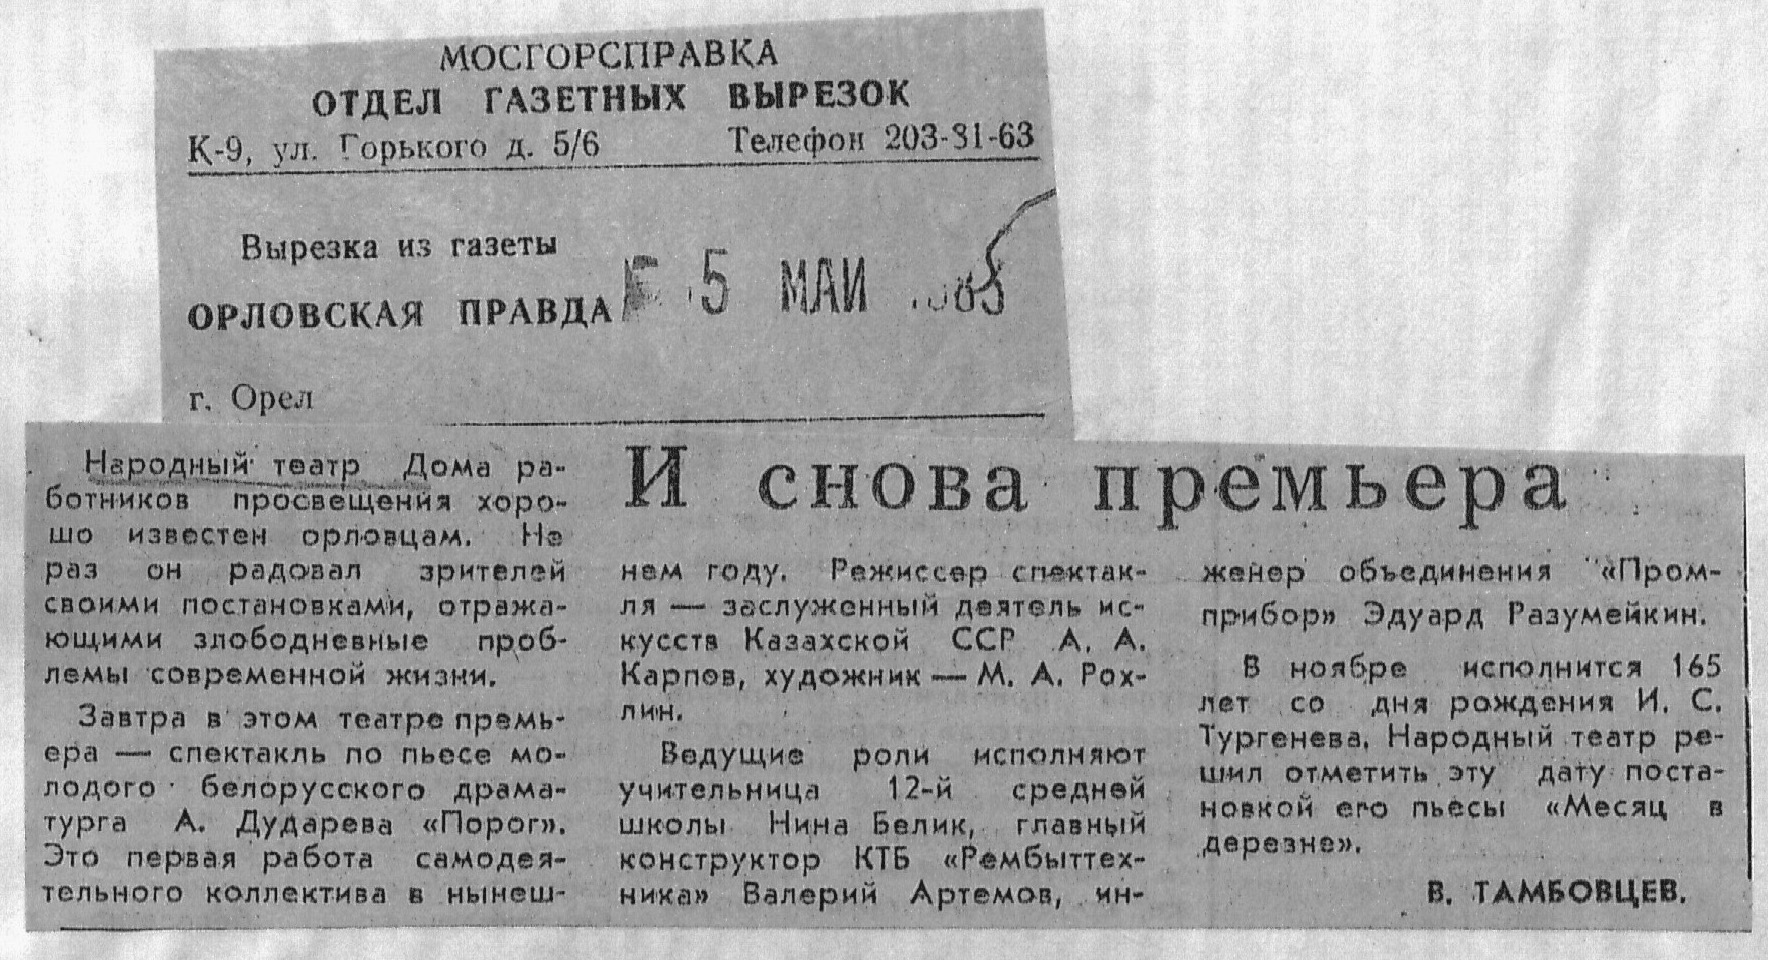 МОСГОРСПРАВКА
ОТДЕЛ ГАЗЕТНЫХ ВЫРЕЗОК
К-9, ул. Горького д. 5/6 Телефон 203-81-63
Вырезка из газеты
ОРЛОВСКАЯ ПРАВДА 5 МАИ
г. Орел
И снова премьера
Народный театр Дома ра-
ботников просвещения хоро-
шо известен орловцам. Не
раз он радовал зрителей
своими постановками, отража-
ющими злободневные проб-
лемы современной жизни.
Завтра в этом театре премь-
ера — спектакль по пьесе мо-
лодого белорусского драма-
турга А. Дударева «Порог».
Это первая работа самодея-
тельного коллектива в нынеш-
нем году. Режиссер спектак-
ля — заслуженный деятель ис-
кусств Казахской ССР А. А.
Карпов, художник — М. А. Рох-
лин.
Ведущие роли исполняют
учительница 12-й средней
школы Нина Белик, главный
конструктор КТБ «Рембыттех-
ника» Валерий Артемов, ин-
женер объединения «Пром-
прибор» Эдуард Разумейкин.
В ноябре исполнится 165
лет со дня рождения И. С.
Тургенева. Народный театр ре-
шил отметить эту дату поста-
новкой его пьесы «Месяц в
деревне».
В. ТАМБОВЦЕВ.